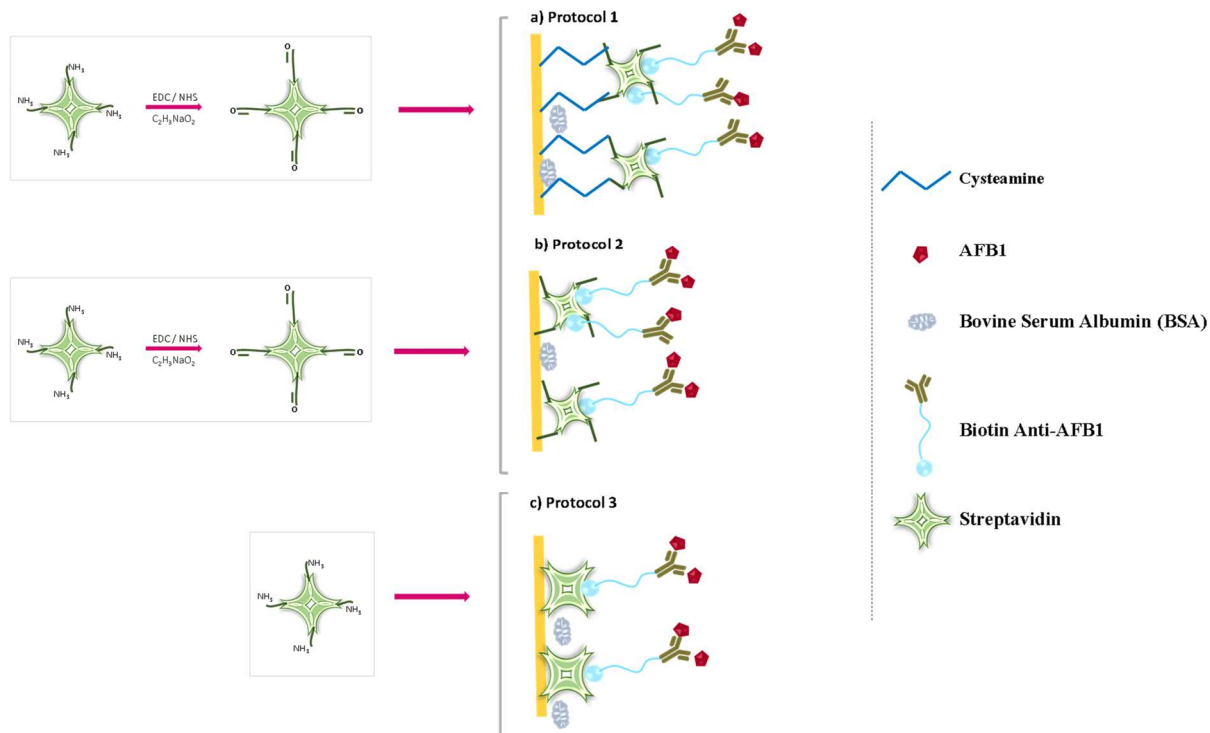 a) Protocol 1
NH₃
NH₃
NH₃
NH₃
EDC / NHS
C₂H₃NaO₂
O
O
O
O
Cysteamine
AFB1
b) Protocol 2
NH₃
NH₃
NH₃
NH₃
EDC / NHS
C₂H₃NaO₂
O
O
O
O
Bovine Serum Albumin (BSA)
Biotin Anti-AFB1
c) Protocol 3
NH₃
NH₃
NH₃
NH₃
Streptavidin